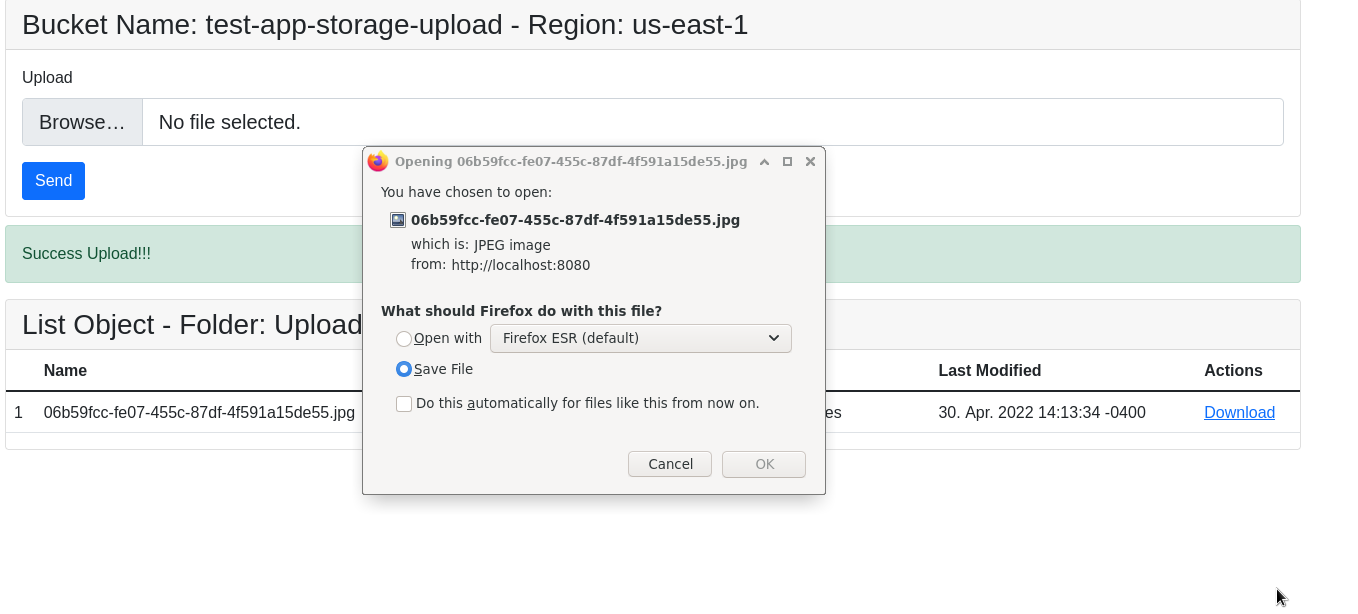 Bucket Name: test-app-storage-upload - Region: us-east-1
Upload
Browse… No file selected.
Send
Success Upload!!!
Opening 06b59fcc-fe07-455c-87df-4f591a15de55.jpg
You have chosen to open:
06b59fcc-fe07-455c-87df-4f591a15de55.jpg
which is: JPEG image
from: http://localhost:8080
What should Firefox do with this file?
Open with Firefox ESR (default)
Save File
Do this automatically for files like this from now on.
Cancel OK
List Object - Folder: Upload
Name Last Modified Actions
1 06b59fcc-fe07-455c-87df-4f591a15de55.jpg es 30. Apr. 2022 14:13:34 -0400 Download